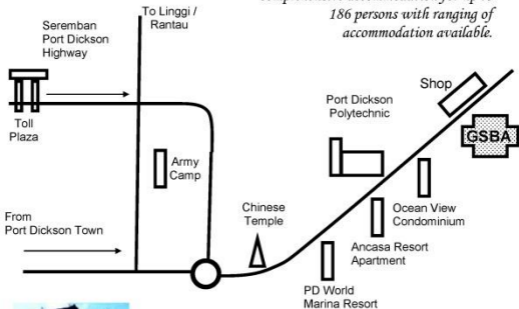 186 persons with ranging of
accommodation available.
To Linggi /
Rantau
Seremban
Port Dickson
Highway
Toll
Plaza
Army
Camp
From
Port Dickson Town
Chinese
Temple
Port Dickson
Polytechnic
Shop
GSBA
Ocean View
Condominium
Ancasa Resort
Apartment
PD World
Marina Resort